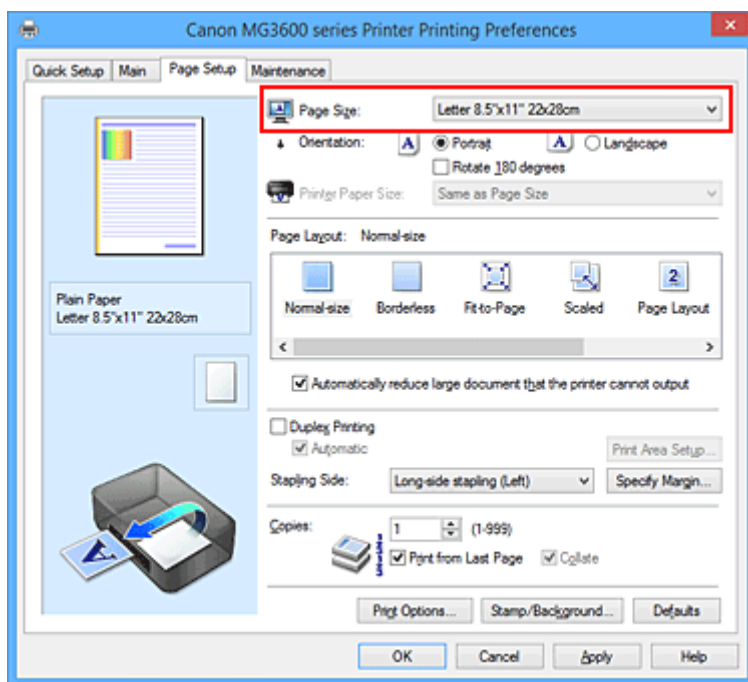 Canon MG3600 series Printer Printing Preferences
Quick Setup Main Page Setup Maintenance
Page Size: Letter 8.5"x11" 22x28cm
Orientation: A Portrait A Landscape
Rotate 180 degrees
Printer Paper Size: Same as Page Size
Page Layout: Normal-size
2
Normal-size Borderless Fit-to-Page Scaled Page Layout
Plain Paper
Letter 8.5"x11" 22x28cm
Automatically reduce large document that the printer cannot output
Duplex Printing
Automatic Print Area Setup...
Stapling Side: Long-side stapling (Left) Specify Margin...
Copies: 1 (1-999)
Print from Last Page Collate
A
Print Options... Stamp/Background... Defaults
OK Cancel Apply Help